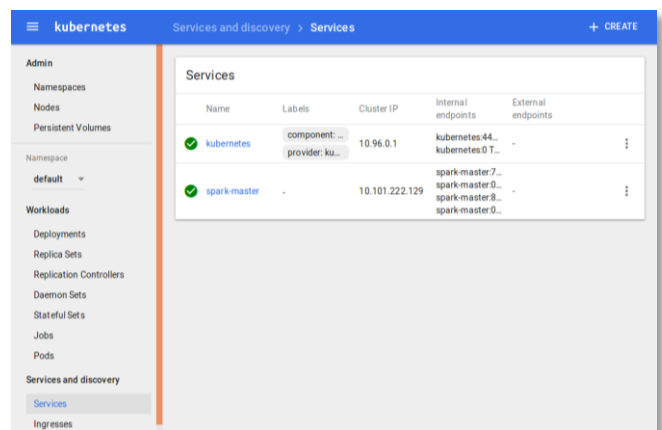 kubernetes
Services and discovery > Services
+ CREATE
Admin
Namespaces
Nodes
Persistent Volumes
Namespace
default
Workloads
Deployments
Replica Sets
Replication Controllers
Daemon Sets
Stateful Sets
Jobs
Pods
Services and discovery
Services
Ingresses
Services
Name Labels Cluster IP Internal endpoints External endpoints
kubernetes
component: ...
provider: ku...
10.96.0.1
kubernetes:44...
kubernetes:0 T...
-
spark-master
-
10.101.222.129
spark-master:7...
spark-master:0...
spark-master:8...
spark-master:0...
-